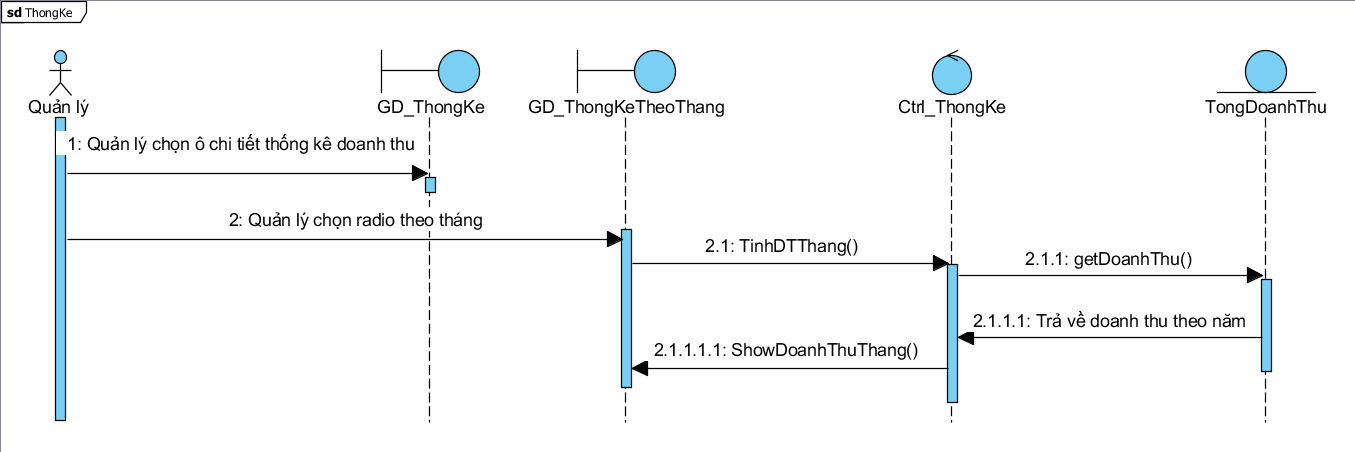 sd ThongKe
Quản lý
GD_ThongKe
GD_ThongKeTheoThang
Ctrl_ThongKe
TongDoanhThu
1: Quản lý chọn ô chi tiết thống kê doanh thu
2: Quản lý chọn radio theo tháng
2.1: TinhDTThang()
2.1.1: getDoanhThu()
2.1.1.1: Trả về doanh thu theo năm
2.1.1.1.1: ShowDoanhThuThang()